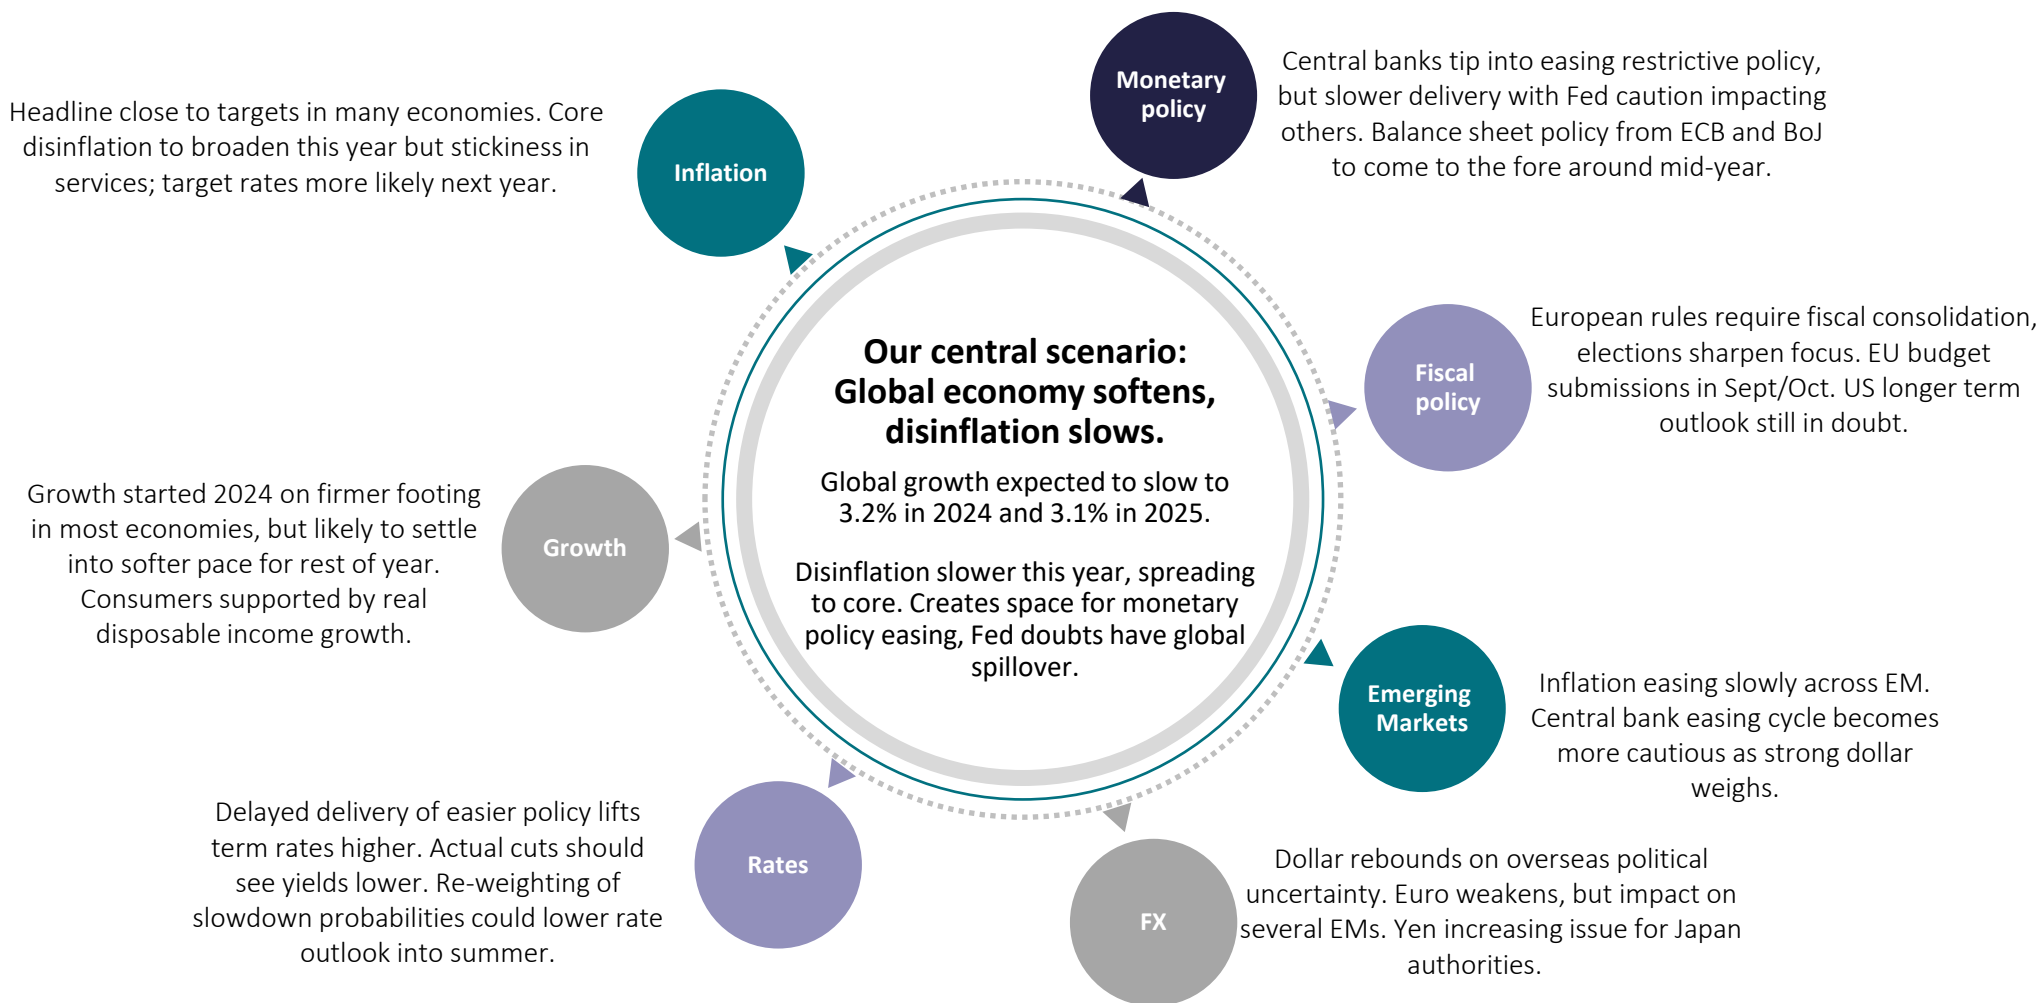 Our central scenario:
Global economy softens,
disinflation slows.
Global growth expected to slow to
3.2% in 2024 and 3.1% in 2025.
Disinflation slower this year, spreading
to core. Creates space for monetary
policy easing, Fed doubts have global
spillover.
Monetary
policy
Central banks tip into easing restrictive policy,
but slower delivery with Fed caution impacting
others. Balance sheet policy from ECB and BoJ
to come to the fore around mid-year.
Fiscal
policy
European rules require fiscal consolidation,
elections sharpen focus. EU budget
submissions in Sept/Oct. US longer term
outlook still in doubt.
Emerging
Markets
Inflation easing slowly across EM.
Central bank easing cycle becomes
more cautious as strong dollar
weighs.
FX
Dollar rebounds on overseas political
uncertainty. Euro weakens, but impact on
several EMs. Yen increasing issue for Japan
authorities.
Rates
Delayed delivery of easier policy lifts
term rates higher. Actual cuts should
see yields lower. Re-weighting of
slowdown probabilities could lower rate
outlook into summer.
Growth
Growth started 2024 on firmer footing
in most economies, but likely to settle
into softer pace for rest of year.
Consumers supported by real
disposable income growth.
Inflation
Headline close to targets in many economies. Core
disinflation to broaden this year but stickiness in
services; target rates more likely next year.